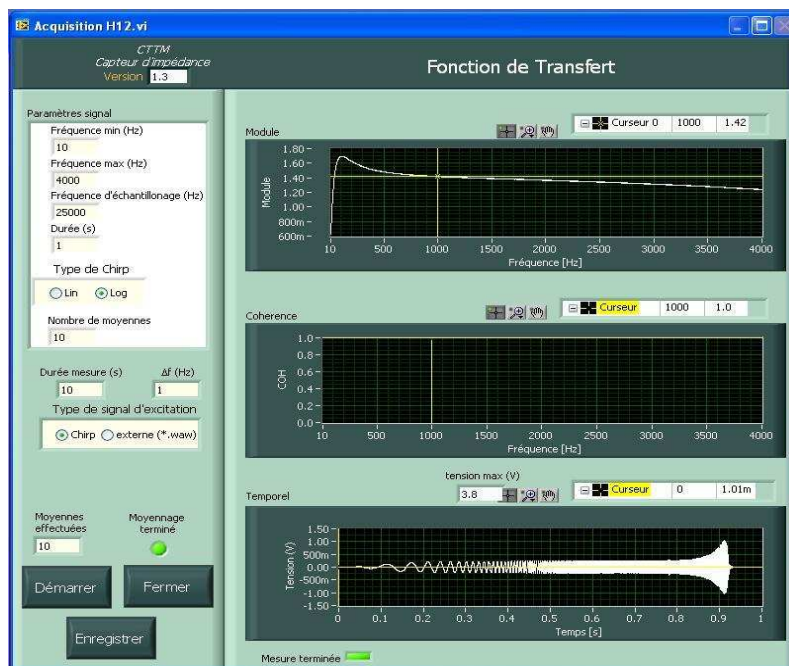 Acquisition H12.vi
CTTM
Capteur d'impédance
Version 1.3
Fonction de Transfert
Paramètres signal
Fréquence min (Hz)
10
Fréquence max (Hz)
4000
Fréquence d'échantillonage (Hz)
25000
Durée (s)
1
Type de Chirp
Lin Log
Nombre de moyennes
10
Durée mesure (s) Δf (Hz)
10 1
Type de signal d'excitation
Chirp externe (*.waw)
Moyennes effectuées
10
Moyennage terminé
Démarrer Fermer
Enregistrer
Module
Curseur 0 1000 1.42
Module
1.80
1.60
1.40
1.20
1.00
800m
600m
10 500 1000 1500 2000 2500 3000 3500 4000
Fréquence [Hz]
Coherence
Curseur 1000 1.0
COH
1.0
0.8
0.6
0.4
0.2
0.0
10 500 1000 1500 2000 2500 3000 3500 4000
Fréquence [Hz]
tension max (V)
3.8
Temporel
Curseur 0 1.01m
Tension (V)
1.50
1.00
500m
0.00
-500m
-1.00
-1.50
0 0.1 0.2 0.3 0.4 0.5 0.6 0.7 0.8 0.9 1
Temps [s]
Mesure terminée